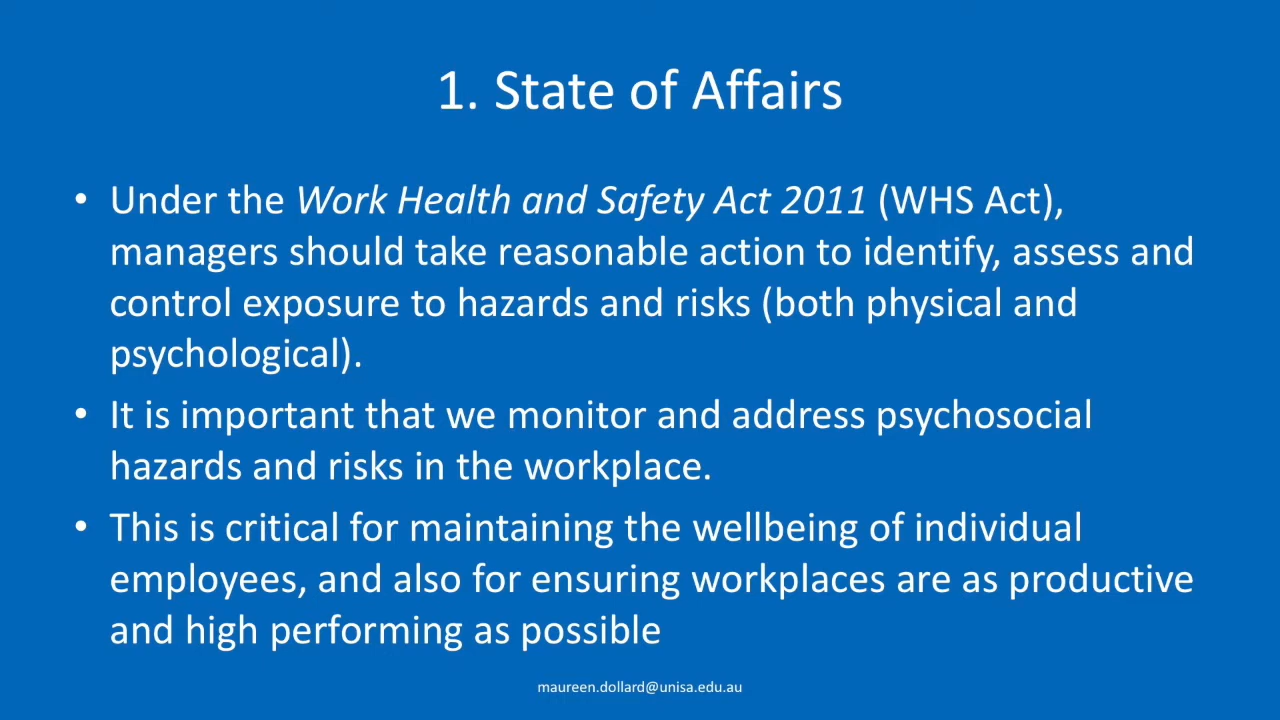 1. State of Affairs
• Under the Work Health and Safety Act 2011 (WHS Act),
managers should take reasonable action to identify, assess and
control exposure to hazards and risks (both physical and
psychological).
• It is important that we monitor and address psychosocial
hazards and risks in the workplace.
• This is critical for maintaining the wellbeing of individual
employees, and also for ensuring workplaces are as productive
and high performing as possible
maureen.dollard@unisa.edu.au